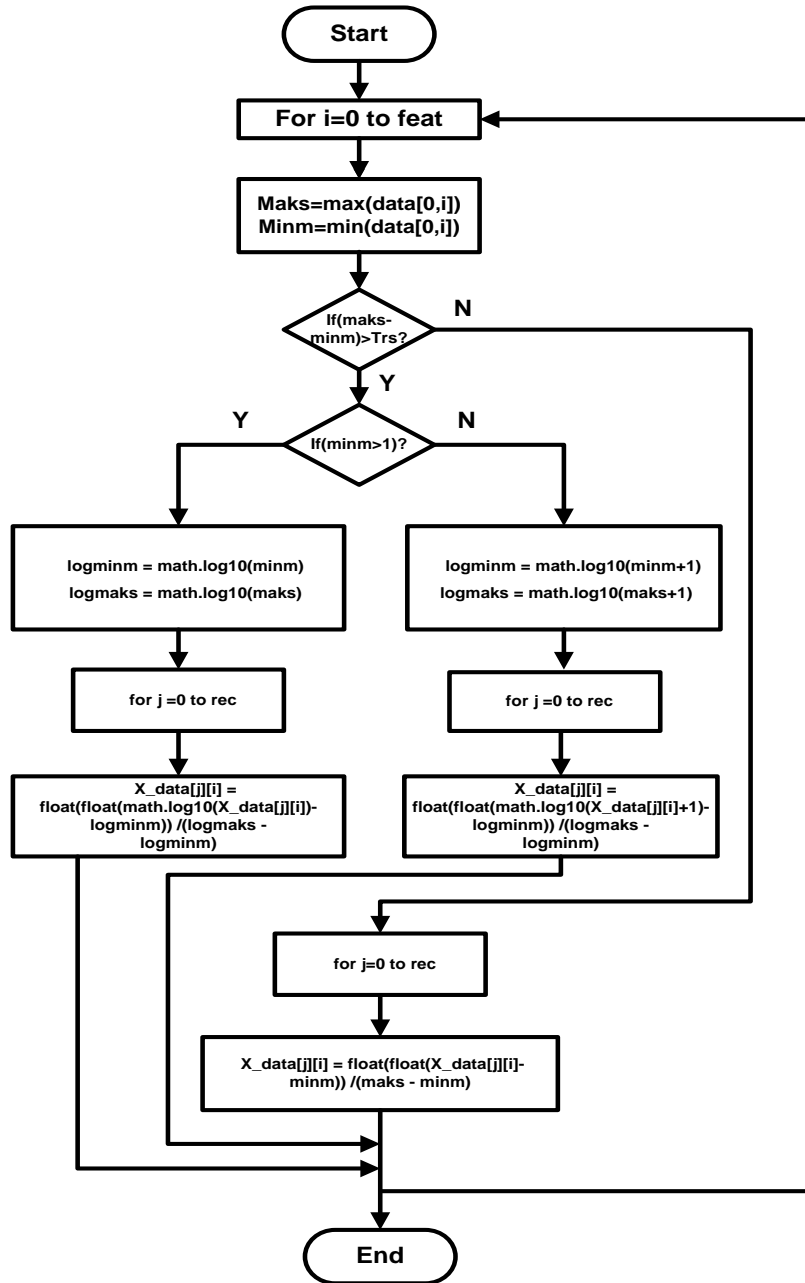 Start
For i=0 to feat
Maks=max(data[0,i])
Minm=min(data[0,i])
If(maks-
minm)>Trs?
N
Y
If(minm>1)?
Y
N
logminm = math.log10(minm)
logmaks = math.log10(maks)
logminm = math.log10(minm+1)
logmaks = math.log10(maks+1)
for j =0 to rec
for j =0 to rec
X_data[j][i] =
float(float(math.log10(X_data[j][i])-
logminm)) /(logmaks -
logminm)
X_data[j][i] =
float(float(math.log10(X_data[j][i]+1)-
logminm)) /(logmaks -
logminm)
for j=0 to rec
X_data[j][i] = float(float(X_data[j][i]-
minm)) /(maks - minm)
End